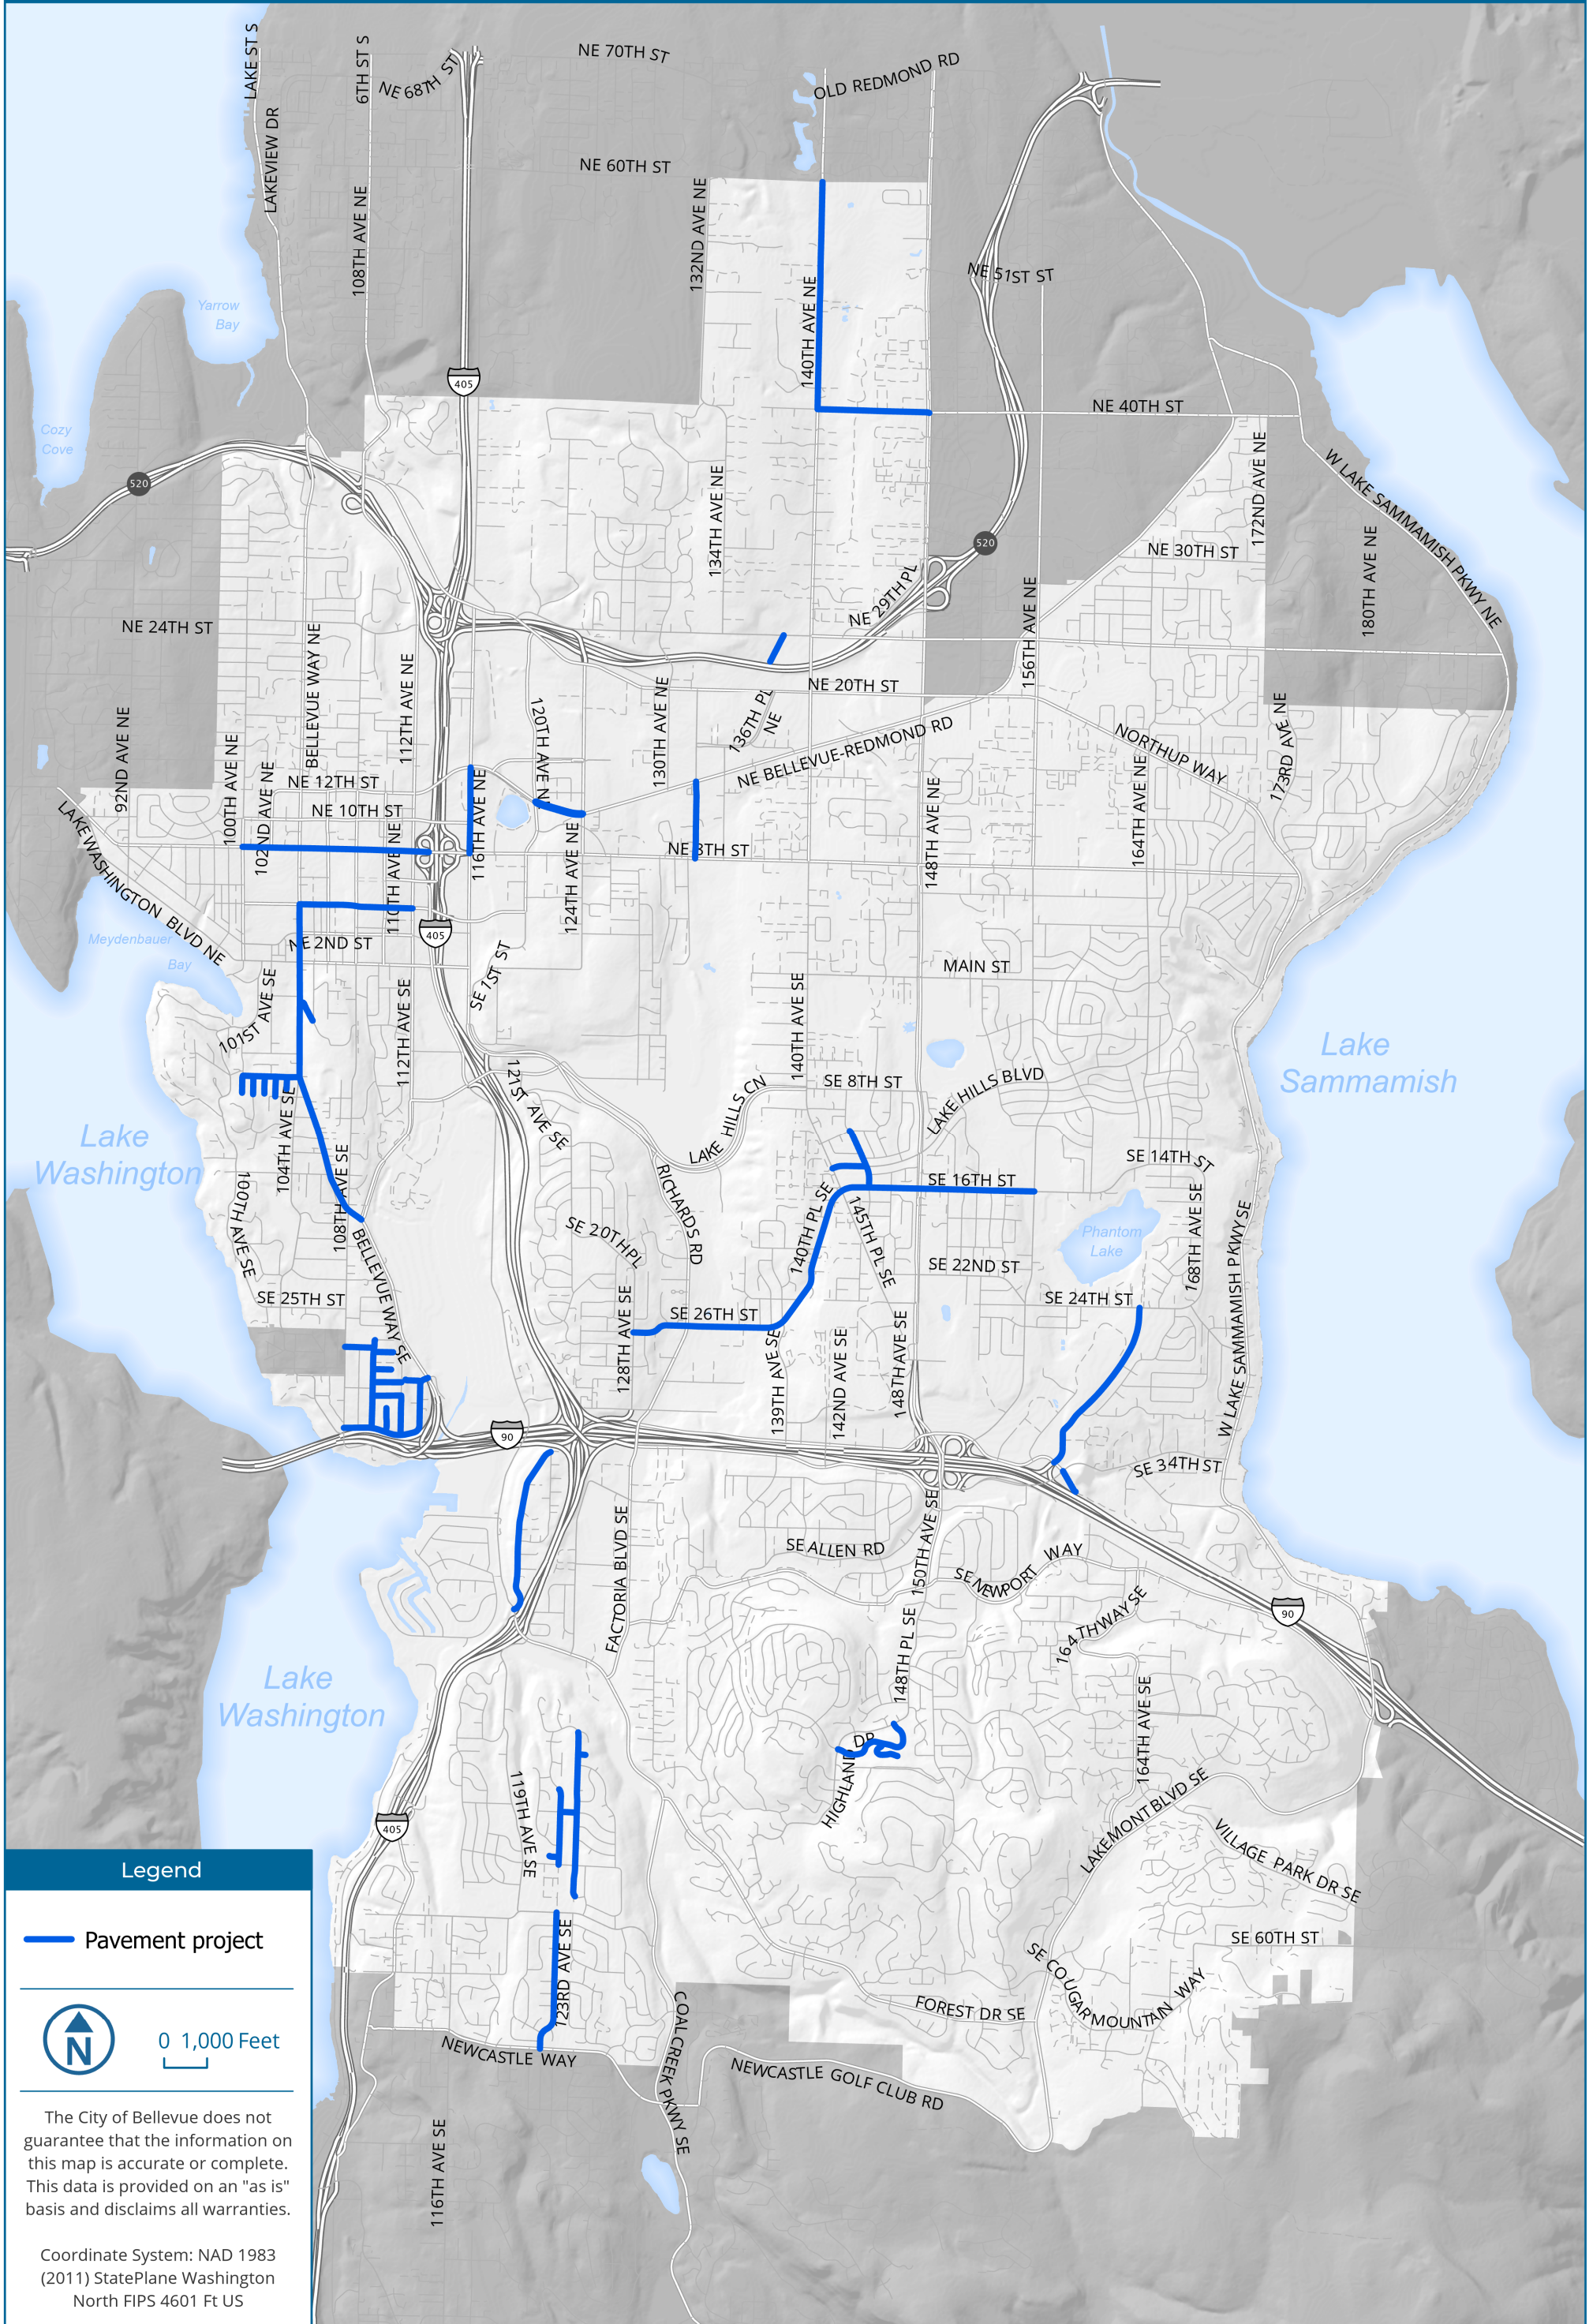 LAKE ST S
6TH ST S
NE 68TH ST
NE 70TH ST
OLD REDMOND RD
LAKEVIEW DR
NE 60TH ST
108TH AVE NE
132ND AVE NE
140TH AVE NE
NE 51ST ST
Yarrow
Bay
405
NE 40TH ST
Cozy
Cove
520
134TH AVE NE
172ND AVE NE
W LAKE SAMMAMISH PKWY NE
NE 30TH ST
180TH AVE NE
520
NE 29TH PL
156TH AVE NE
NE 24TH ST
BELLEVUE WAY NE
112TH AVE NE
NE 20TH ST
120TH AVE N
130TH AVE NE
136TH PL
NE
NE BELLEVUE-REDMOND RD
NORTHUP WAY
173RD AVE NE
92ND AVE NE
100TH AVE NE
102ND AVE NE
NE 12TH ST
NE 10TH ST
116TH AVE NE
148TH AVE NE
164TH AVE NE
LAKE WASHINGTON BLVD NE
110TH AVE NE
124TH AVE NE
NE 8TH ST
405
Meydenbauer
Bay
NE 2ND ST
SE 1ST ST
MAIN ST
101ST AVE SE
112TH AVE SE
140TH AVE SE
Lake
Sammamish
121ST AVE SE
LAKE HILLS CN
SE 8TH ST
LAKE HILLS BLVD
104TH AVE SE
Lake
Washington
100TH AVE SE
108TH AVE SE
RICHARDS RD
SE 14TH ST
SE 16TH ST
140TH PL SE
145TH PL SE
168TH AVE SE
W LAKE SAMMAMISH PKWY SE
SE 20TH PL
Phantom
Lake
BELLEVUE WAY SE
SE 22ND ST
SE 25TH ST
128TH AVE SE
SE 26TH ST
SE 24TH ST
139TH AVE SE
142ND AVE SE
148TH AVE SE
90
SE 34TH ST
FACTORIA BLVD SE
SE ALLEN RD
150TH AVE SE
SE NEWPORT WAY
164TH WAY SE
90
Lake
Washington
148TH PL SE
164TH AVE SE
HIGHLAND DR
119TH AVE SE
LAKEMONT BLVD SE
VILLAGE PARK DR SE
405
123RD AVE SE
SE 60TH ST
SE COUGAR MOUNTAIN WAY
FOREST DR SE
COAL CREEK PKWY SE
NEWCASTLE WAY
NEWCASTLE GOLF CLUB RD
116TH AVE SE
Legend
Pavement project
N
0 1,000 Feet
The City of Bellevue does not
guarantee that the information on
this map is accurate or complete.
This data is provided on an "as is"
basis and disclaims all warranties.
Coordinate System: NAD 1983
(2011) StatePlane Washington
North FIPS 4601 Ft US